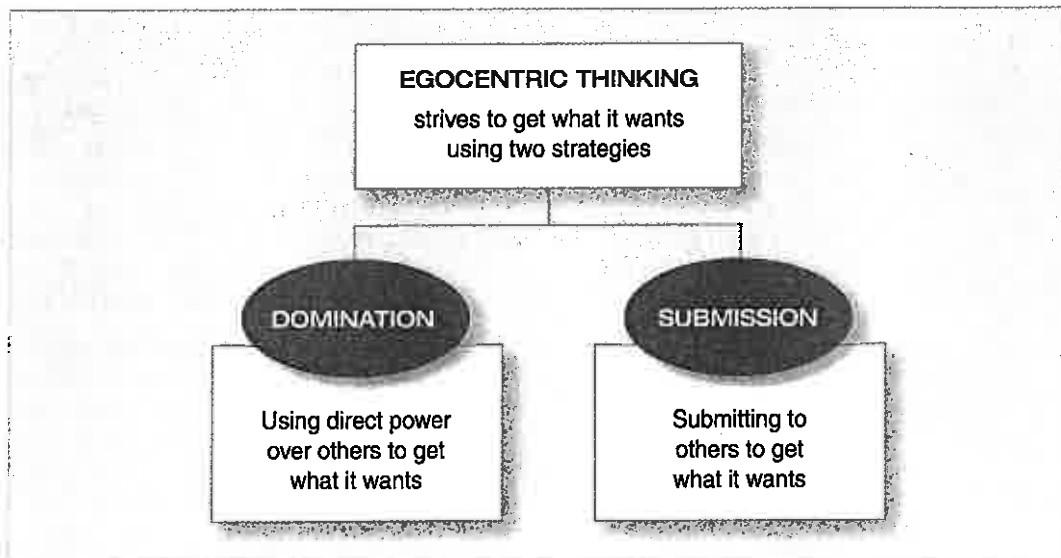 EGOCENTRIC THINKING
strives to get what it wants
using two strategies
DOMINATION
Using direct power
over others to get
what it wants
SUBMISSION
Submitting to
others to get
what it wants